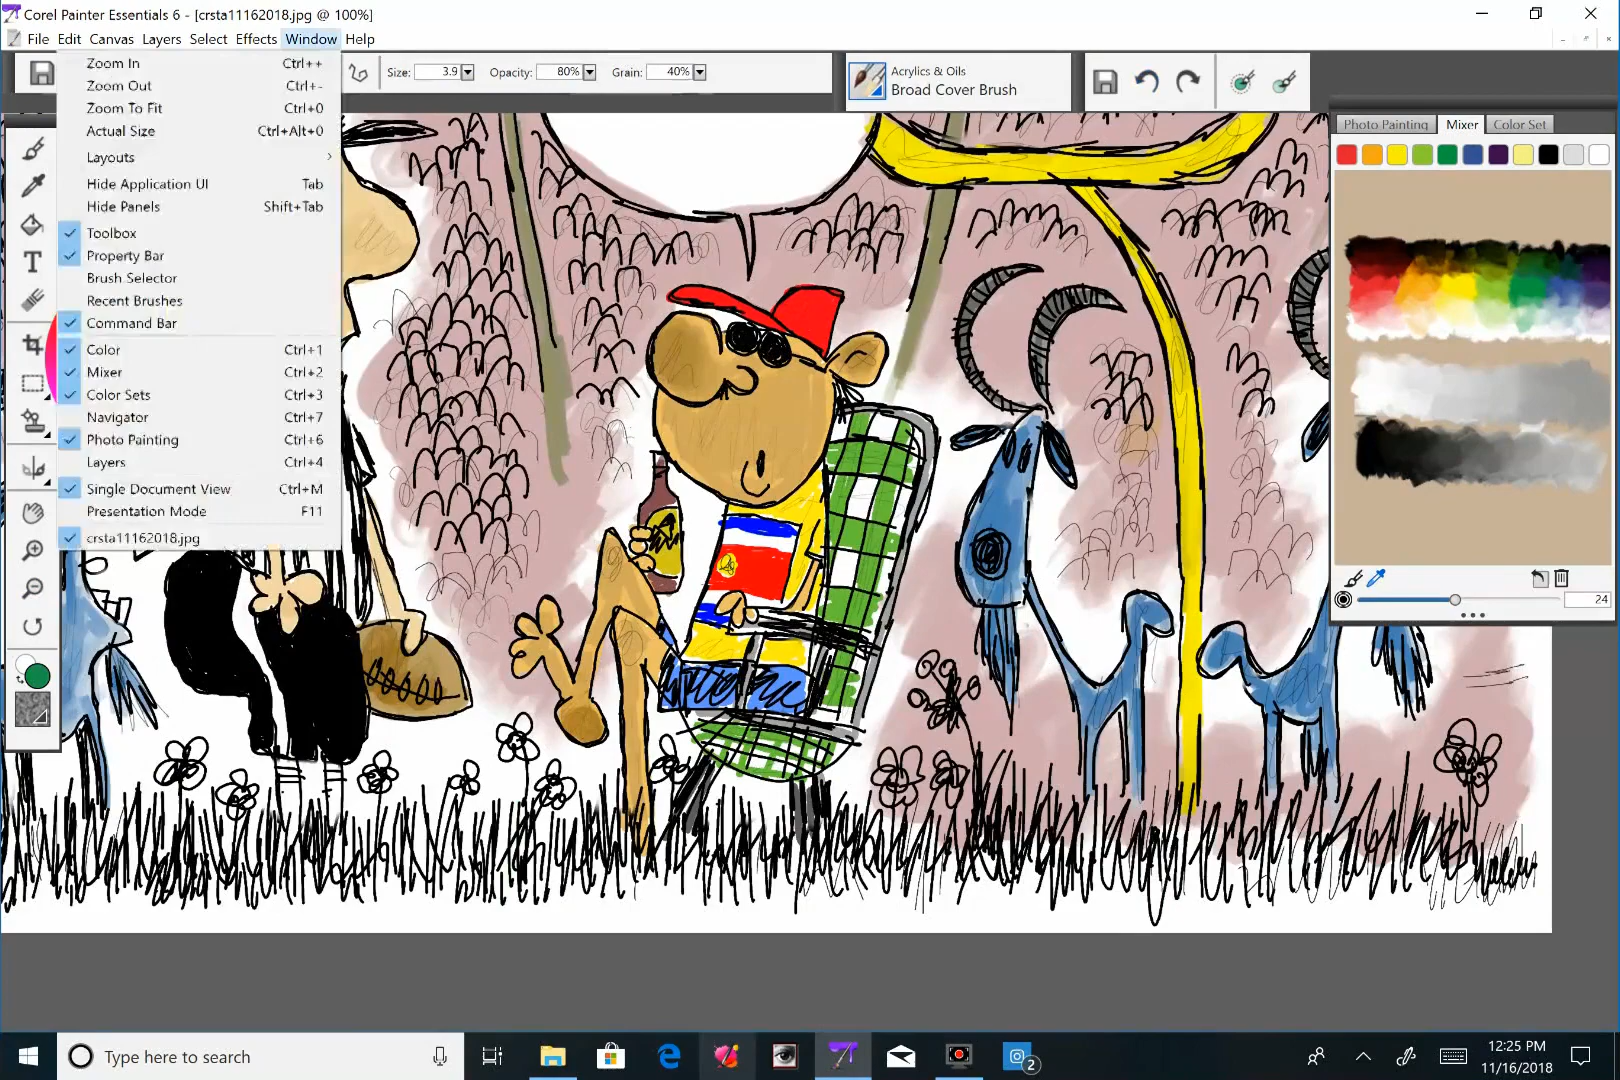 Corel Painter Essentials 6 - [crsta11162018.jpg @ 100%]
File Edit Canvas Layers Select Effects Window Help
Size: 3.9 Opacity: 80% Grain: 40%
Acrylics & Oils
Broad Cover Brush
Zoom In Ctrl++
Zoom Out Ctrl+-
Zoom To Fit Ctrl+0
Actual Size Ctrl+Alt+0
Layouts
Hide Application UI Tab
Hide Panels Shift+Tab
Toolbox
Property Bar
Brush Selector
Recent Brushes
Command Bar
Color Ctrl+1
Mixer Ctrl+2
Color Sets Ctrl+3
Navigator Ctrl+7
Photo Painting Ctrl+6
Layers Ctrl+4
Single Document View Ctrl+M
Presentation Mode F11
crsta11162018.jpg
Photo Painting Mixer Color Set
24
Type here to search
2
12:25 PM
11/16/2018